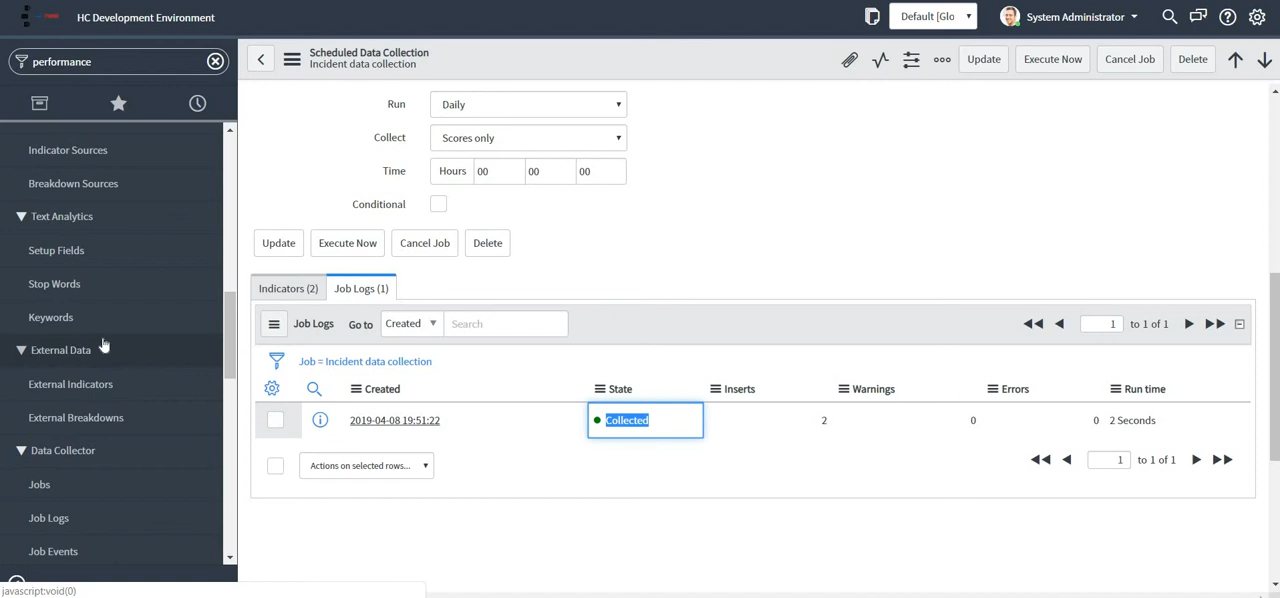 HC Development Environment
Default [Glo
System Administrator
performance
Scheduled Data Collection
Incident data collection
Update
Execute Now
Cancel Job
Delete
Indicator Sources
Breakdown Sources
Text Analytics
Setup Fields
Stop Words
Keywords
External Data
External Indicators
External Breakdowns
Data Collector
Jobs
Job Logs
Job Events
Run
Daily
Collect
Scores only
Time
Hours 00 00 00
Conditional
Update
Execute Now
Cancel Job
Delete
Indicators (2)
Job Logs (1)
Job Logs
Go to
Created
Search
1 to 1 of 1
Job = Incident data collection
Created State Inserts Warnings Errors Run time
2019-04-08 19:51:22 Collected 2 0 0 2 Seconds
Actions on selected rows...
1 to 1 of 1
javascript:void(0)